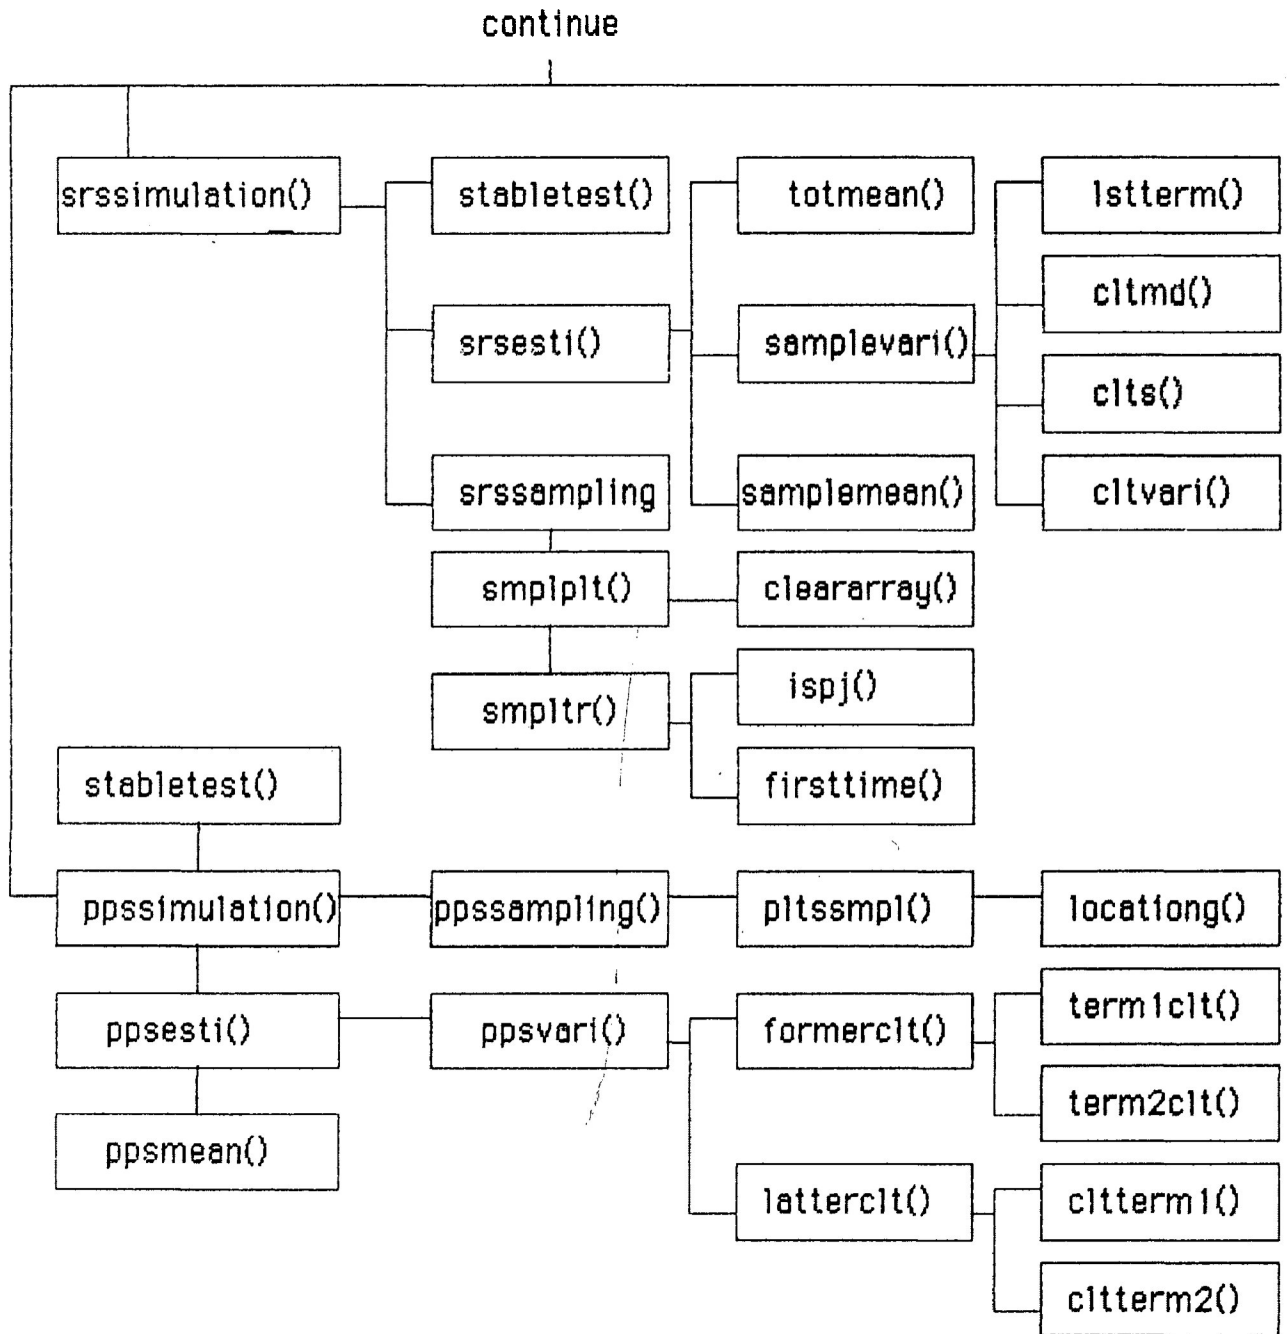 continue
srssimulation()
stabletest()
totmean()
lstterm()
cltmd()
srsesti()
samplevari()
clts()
srssampling
samplemean()
cltvari()
smplplt()
cleararray()
smpltr()
ispj()
firsttime()
stabletest()
ppssimulation()
ppssampling()
pltssmpl()
locationg()
ppsesti()
ppsvari()
formerclt()
term1clt()
term2clt()
ppsmean()
latterclt()
cltterm1()
cltterm2()